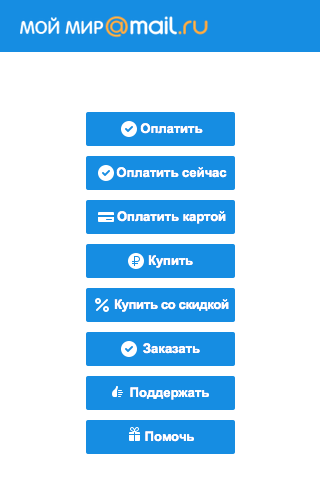 мой мир@mail.ru
Оплатить
Оплатить сейчас
Оплатить картой
Купить
Купить со скидкой
Заказать
Поддержать
Помочь